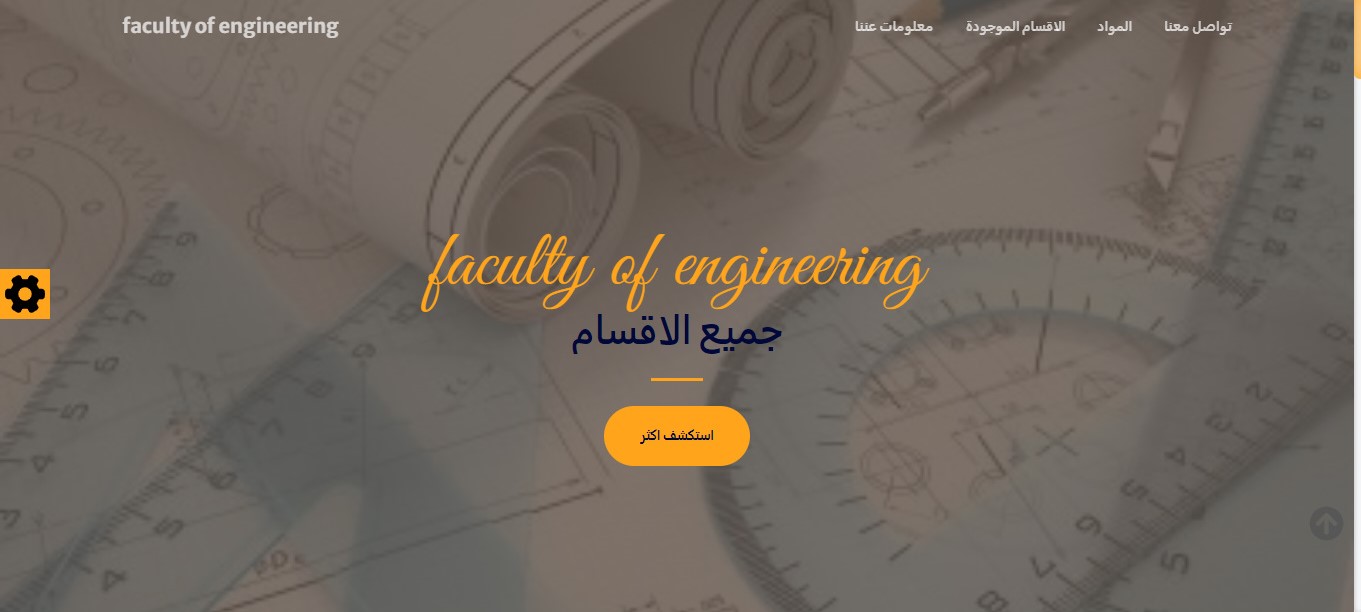 faculty of engineering
معلومات عننا
الاقسام الموجودة
المواد
تواصل معنا
faculty of engineering
جميع الاقسام
استكشف اكثر